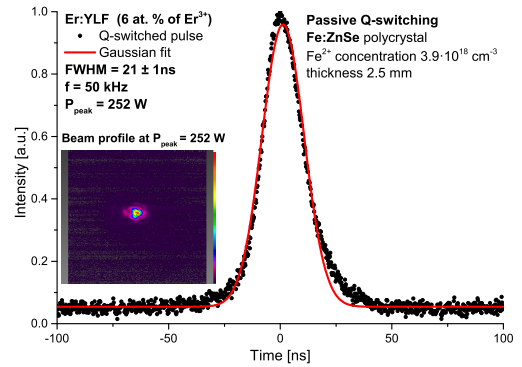 Er:YLF (6 at. % of Er³⁺)
Q-switched pulse
Gaussian fit
FWHM = 21 ± 1ns
f = 50 kHz
P_peak = 252 W
Passive Q-switching
Fe:ZnSe polycrystal
Fe²⁺ concentration 3.9·10¹⁸ cm⁻³
thickness 2.5 mm
Beam profile at P_peak = 252 W
Intensity [a.u.]
1.0
0.8
0.6
0.4
0.2
0.0
-100
-50
0
50
100
Time [ns]